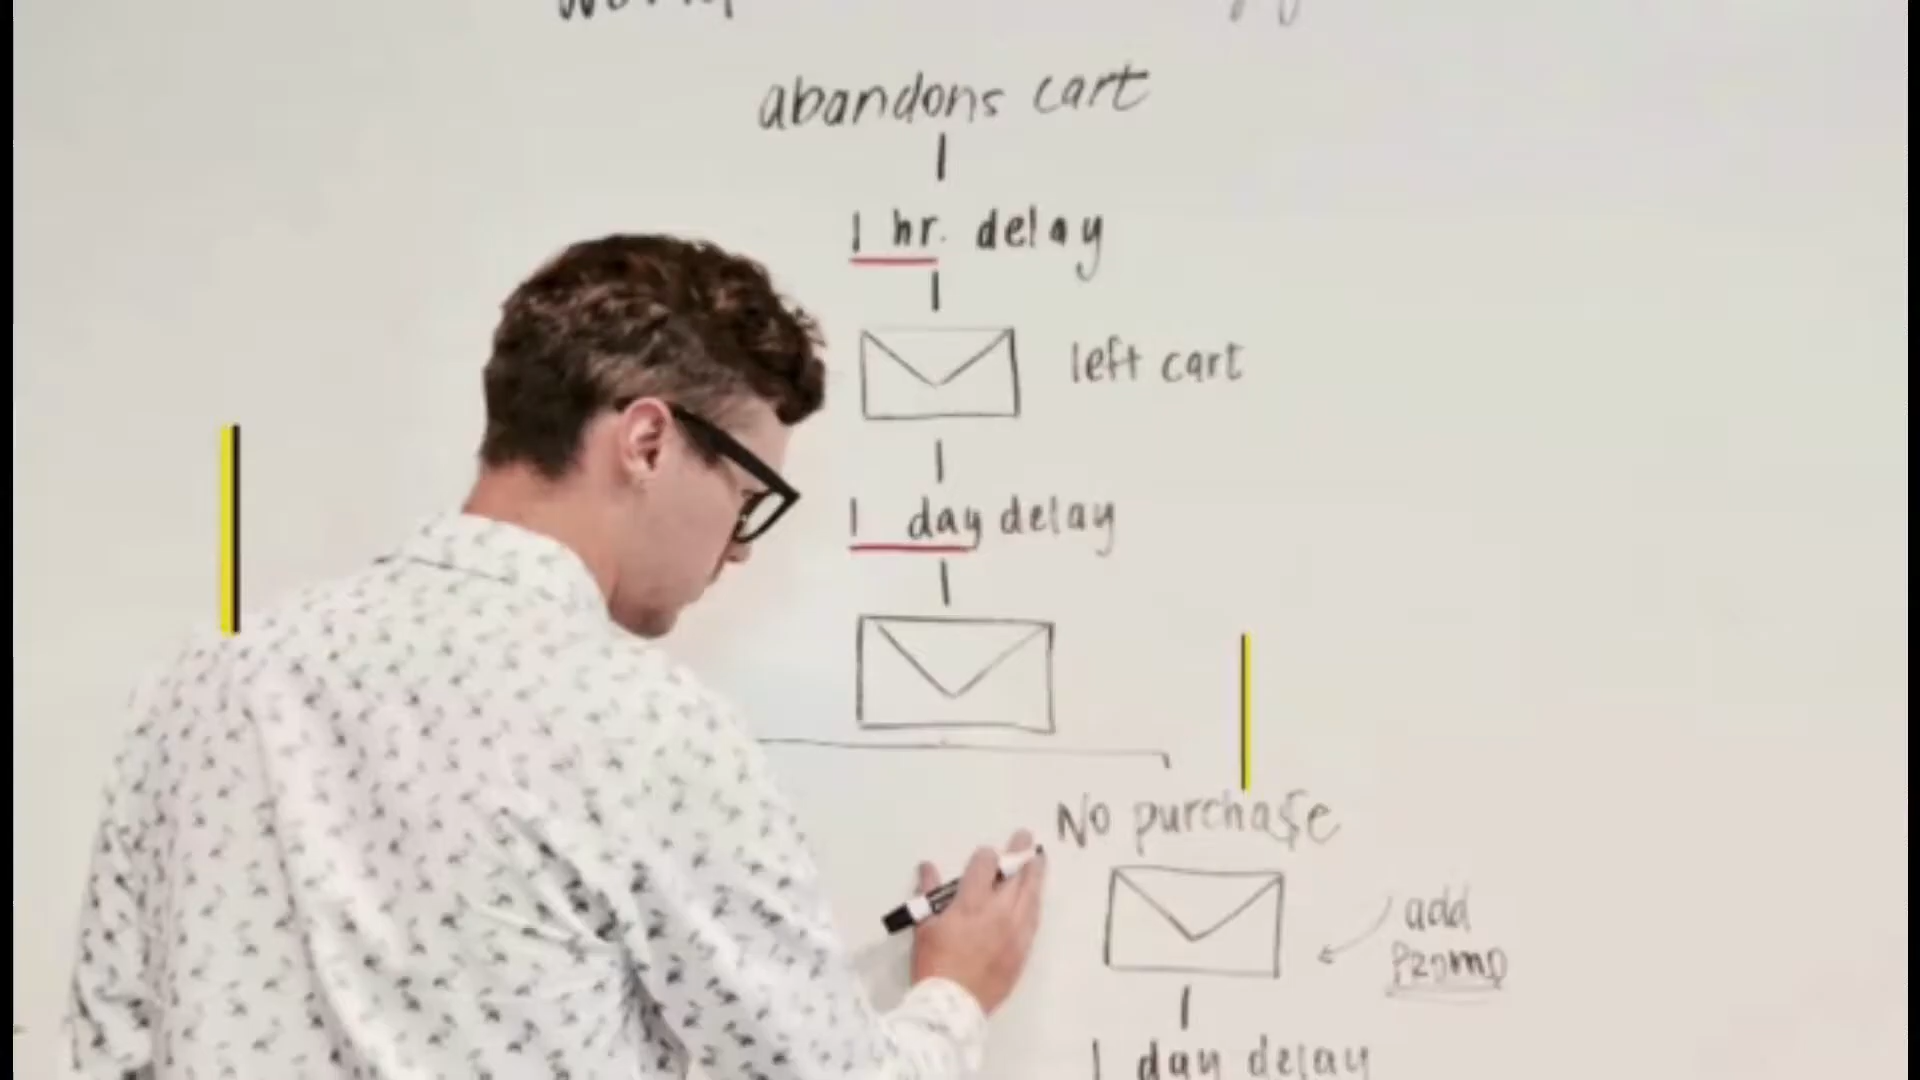 abandons cart
1 hr. delay
left cart
1 day delay
No purchase
add
Promo
1 day delay